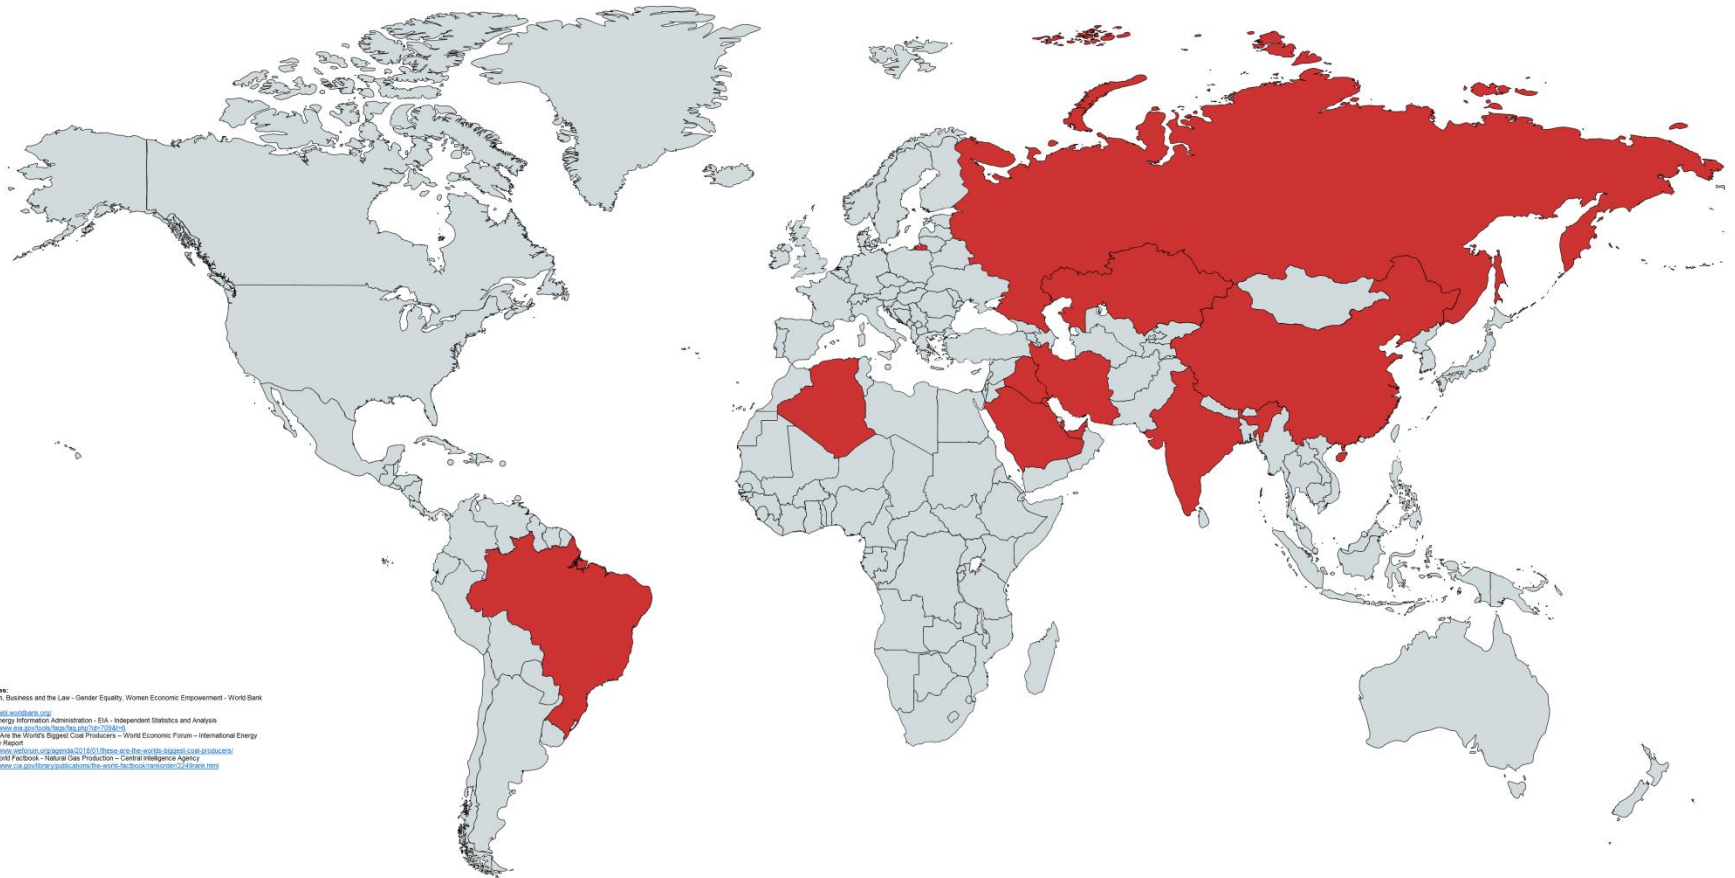 es:
n, Business and the Law - Gender Equality, Women Economic Empowerment - World Bank
wbl.worldbank.org/
nergy Information Administration - EIA - Independent Statistics and Analysis
www.eia.gov/tools/faqs/faq.php?id=709&t=6
Are the World's Biggest Coal Producers – World Economic Forum – International Energy
Report
www.weforum.org/agenda/2018/01/these-are-the-worlds-biggest-coal-producers/
orld Factbook - Natural Gas Production – Central Intelligence Agency
www.cia.gov/library/publications/the-world-factbook/rankorder/2249rank.html